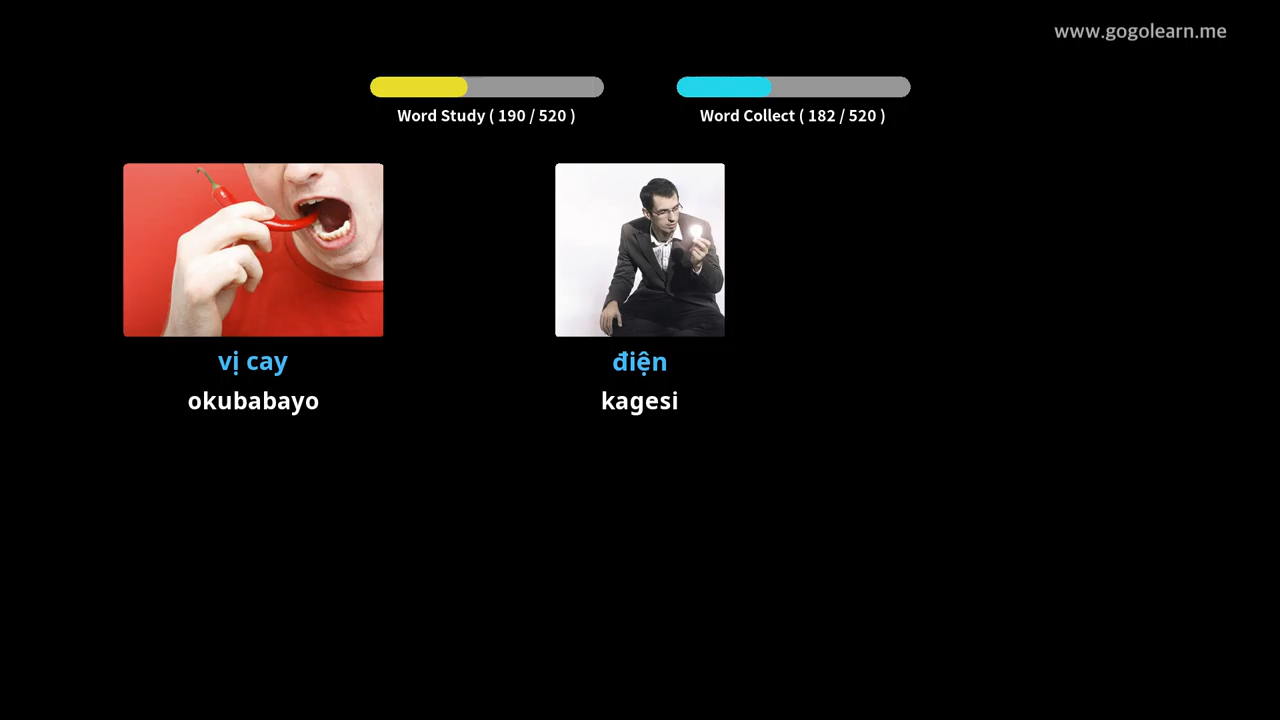 www.gogolearn.me
Word Study ( 190 / 520 )
Word Collect ( 182 / 520 )
vị cay
okubabayo
điện
kagesi